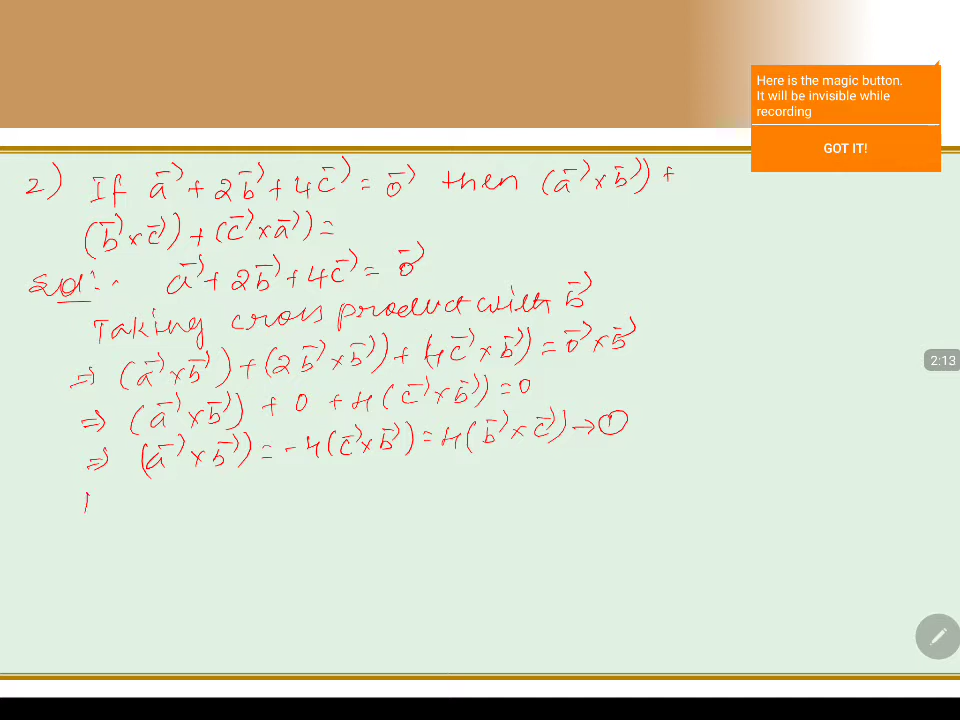 Here is the magic button.
It will be invisible while
recording
GOT IT!
2) If a⃗ + 2b⃗ + 4c⃗ = 0⃗ then (a⃗ × b⃗) +
(b⃗ × c⃗) + (c⃗ × a⃗) =
Sol:- a⃗ + 2b⃗ + 4c⃗ = 0⃗
Taking cross product with b⃗
⇒ (a⃗ × b⃗) + (2b⃗ × b⃗) + (4c⃗ × b⃗) = 0⃗ × b⃗
2:13
⇒ (a⃗ × b⃗) + 0 + 4(c⃗ × b⃗) = 0
⇒ (a⃗ × b⃗) = -4(c⃗ × b⃗) = 4(b⃗ × c⃗) → ①